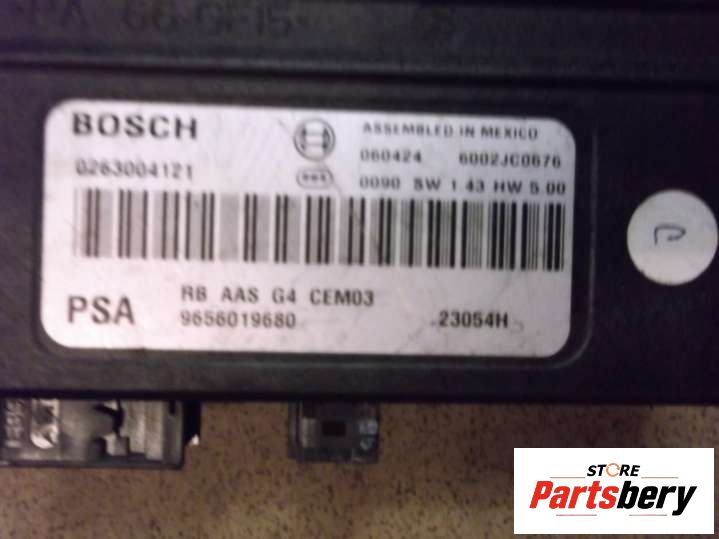 BOSCH
0263004121
ASSEMBLED IN MEXICO
060424 6002JC0676
0090 SW 1.43 HW 5.00
PSA
RB AAS G4 CEM03
9656019680
23054H
STORE
Partsbery